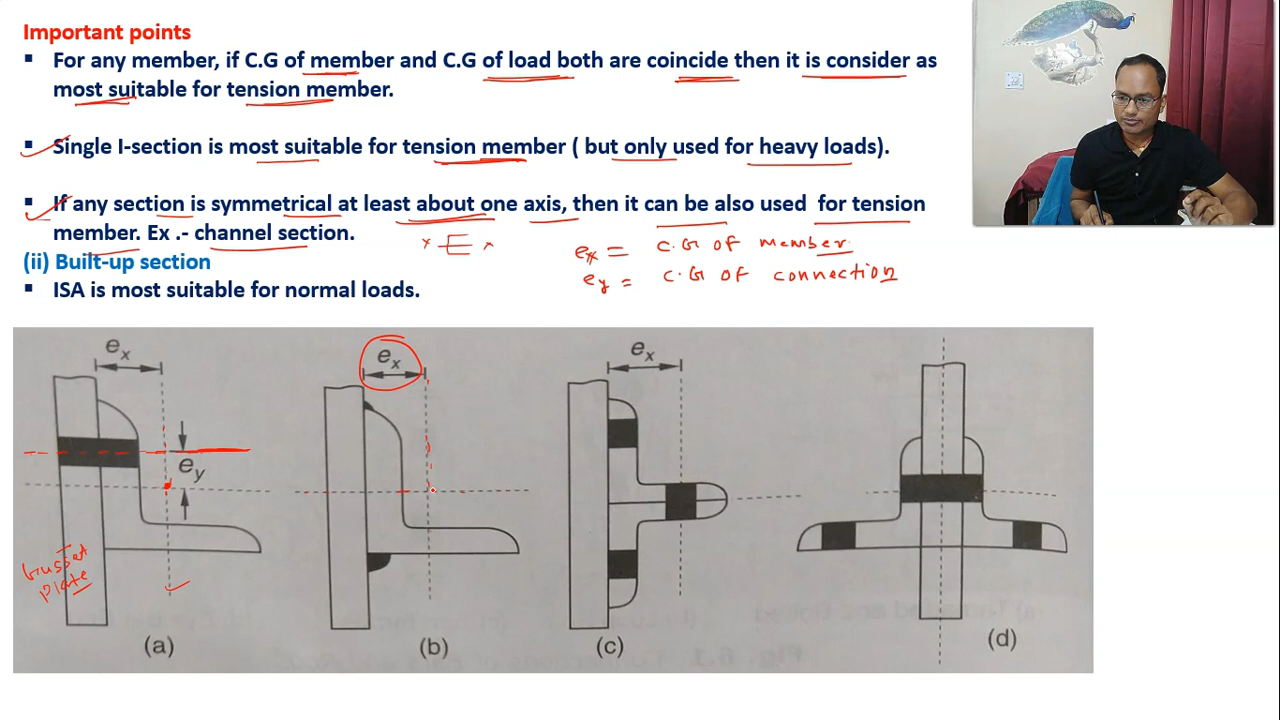 Important points
▪ For any member, if C.G of member and C.G of load both are coincide then it is consider as
most suitable for tension member.
▪ Single I-section is most suitable for tension member ( but only used for heavy loads).
▪ If any section is symmetrical at least about one axis, then it can be also used for tension
member. Ex .- channel section.
x x
ex = C.G of member
ey = C.G of connection
(ii) Built-up section
▪ ISA is most suitable for normal loads.
ex
ex
ex
ey
Gusset
plate
(a)
(b)
(c)
(d)